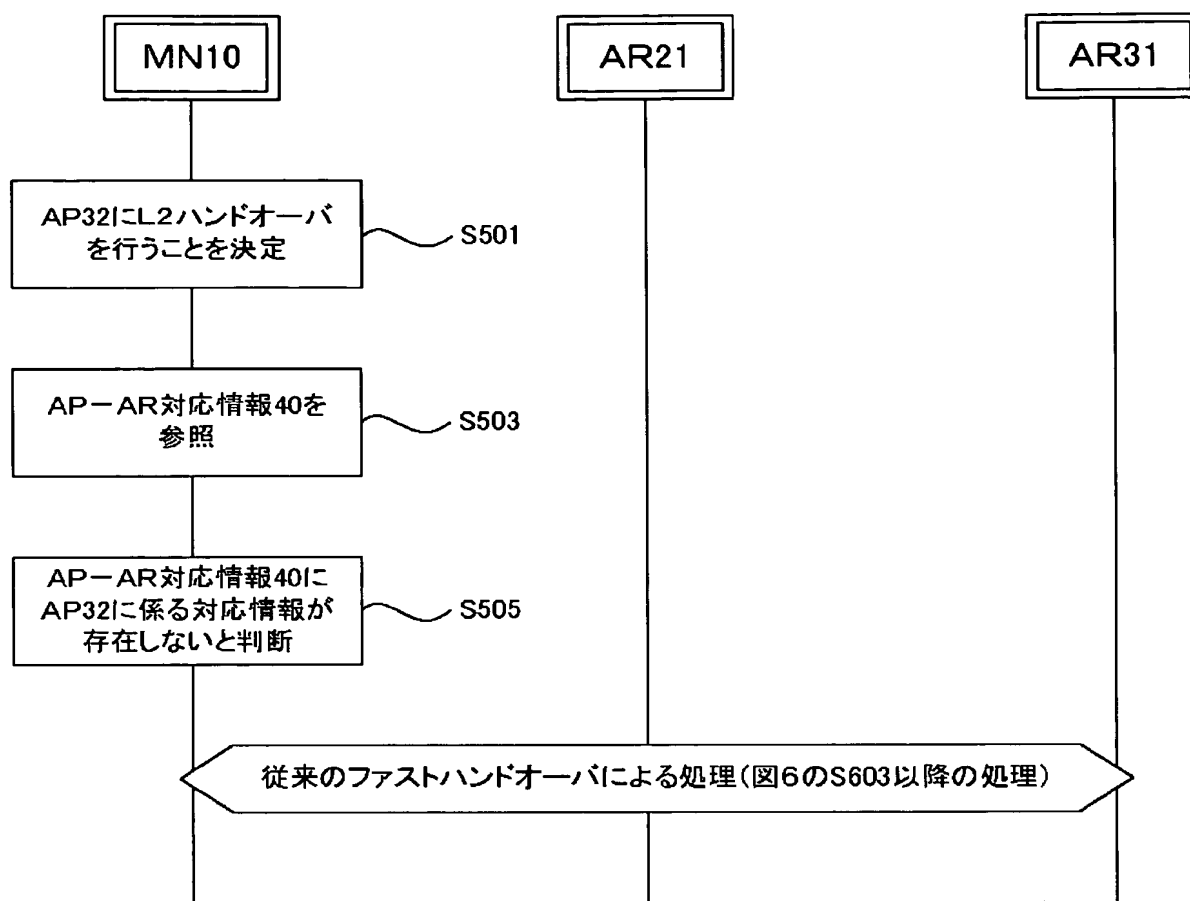 MN10
AR21
AR31
AP32にL2ハンドオーバ
を行うことを決定
S501
AP－AR対応情報40を
参照
S503
AP－AR対応情報40に
AP32に係る対応情報が
存在しないと判断
S505
従来のファストハンドオーバによる処理(図6のS603以降の処理)